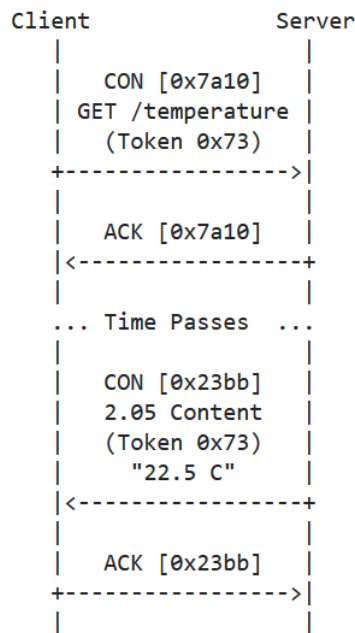 Client Server
CON [0x7a10]
GET /temperature
(Token 0x73)
ACK [0x7a10]
... Time Passes ...
CON [0x23bb]
2.05 Content
(Token 0x73)
"22.5 C"
ACK [0x23bb]